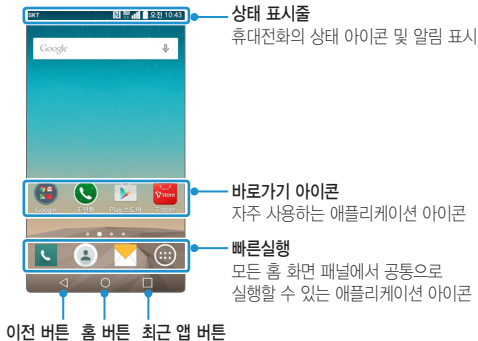 SKT 오전 10:43
상태 표시줄
휴대전화의 상태 아이콘 및 알림 표시
Google
바로가기 아이콘
자주 사용하는 애플리케이션 아이콘
Google T전화 Play 스토어 T store
빠른실행
모든 홈 화면 패널에서 공통으로
실행할 수 있는 애플리케이션 아이콘
이전 버튼 홈 버튼 최근 앱 버튼